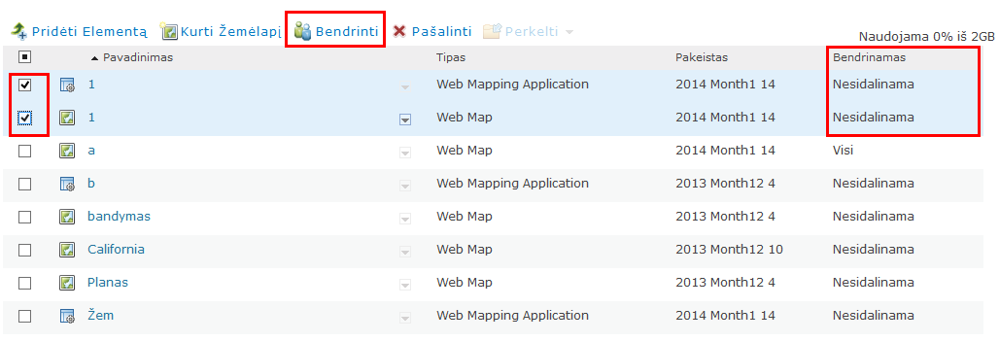 Pridėti Elementą Kurti Žemėlapį Bendrinti Pašalinti Perkelti
Naudojama 0% iš 2GB
Pavadinimas Tipas Pakeistas Bendrinamas
1 Web Mapping Application 2014 Month1 14 Nesidalinama
1 Web Map 2014 Month1 14 Nesidalinama
a Web Map 2014 Month1 14 Visi
b Web Mapping Application 2013 Month12 4 Nesidalinama
bandymas Web Map 2013 Month12 4 Nesidalinama
California Web Map 2013 Month12 10 Nesidalinama
Planas Web Map 2013 Month12 4 Nesidalinama
Žem Web Mapping Application 2014 Month1 14 Nesidalinama